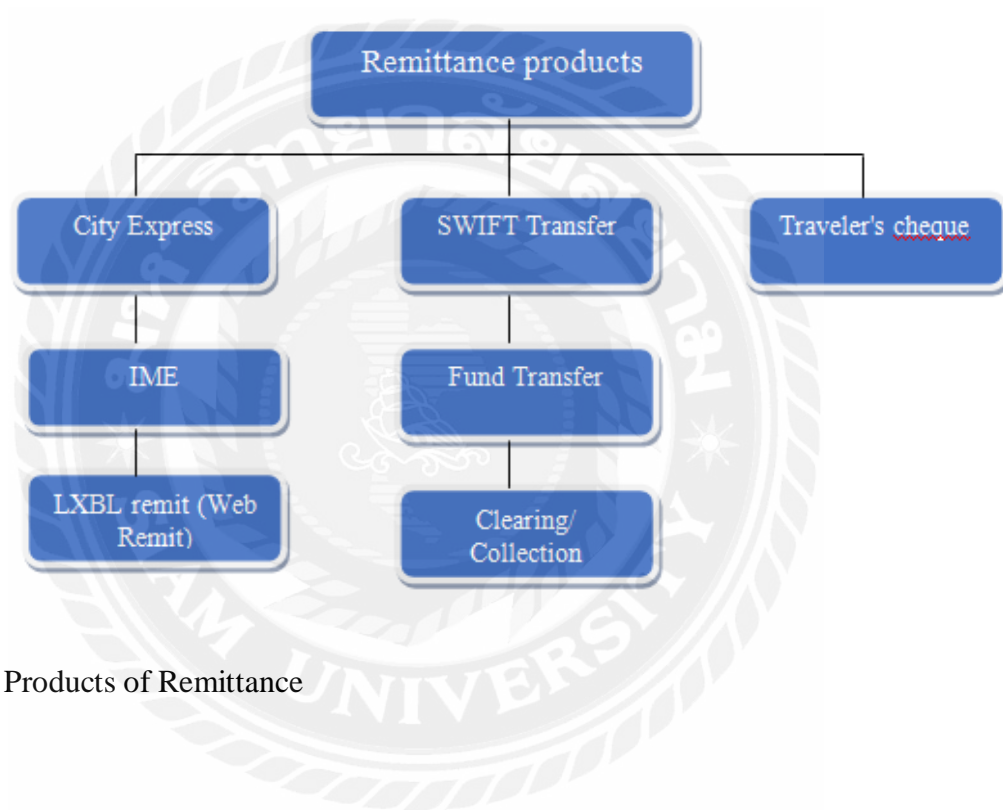 Remittance products
City Express
SWIFT Transfer
Traveler's cheque
IME
Fund Transfer
LXBL remit (Web
Remit)
Clearing/
Collection
Products of Remittance
UNIVERSITY